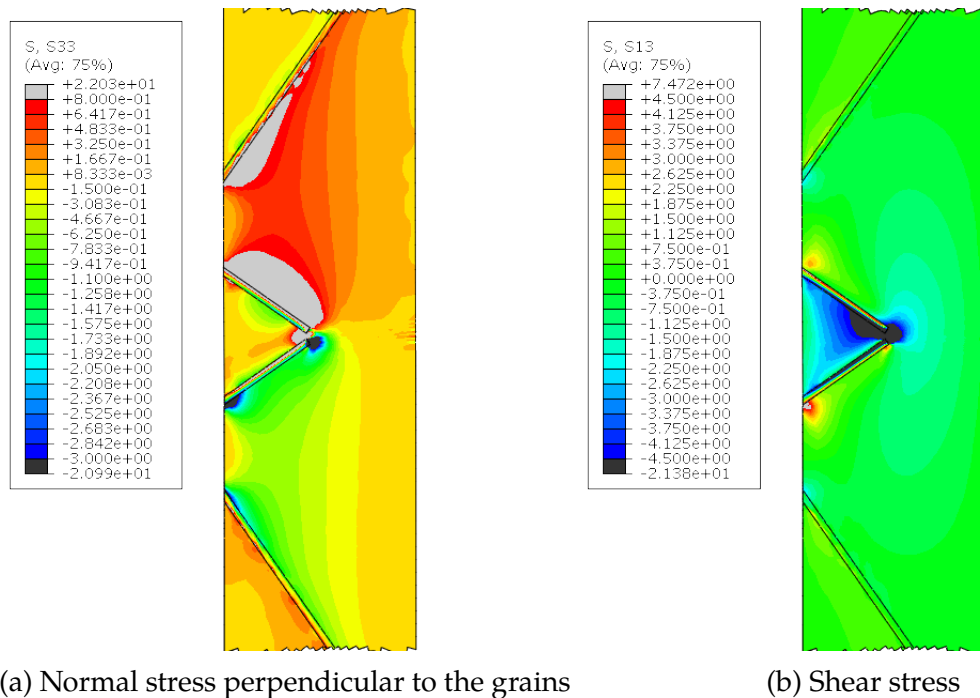 S, S33
(Avg: 75%)
+2.203e+01
+8.000e-01
+6.417e-01
+4.833e-01
+3.250e-01
+1.667e-01
+8.333e-03
-1.500e-01
-3.083e-01
-4.661e-01
-6.250e-01
-7.833e-01
-9.417e-01
-1.100e+00
-1.258e+00
-1.417e+00
-1.575e+00
-1.733e+00
-1.892e+00
-2.050e+00
-2.208e+00
-2.367e+00
-2.525e+00
-2.683e+00
-2.842e+00
-3.000e+00
-2.099e+01
S, S13
(Avg: 75%)
+7.472e+00
+4.500e+00
+4.125e+00
+3.750e+00
+3.375e+00
+3.000e+00
+2.625e+00
+2.250e+00
+1.875e+00
+1.500e+00
+1.125e+00
+7.500e-01
+3.750e-01
+0.000e+00
-3.750e-01
-7.500e-01
-1.125e+00
-1.500e+00
-1.875e+00
-2.250e+00
-2.625e+00
-3.000e+00
-3.375e+00
-3.750e+00
-4.125e+00
-4.500e+00
-2.138e+01
(a) Normal stress perpendicular to the grains
(b) Shear stress